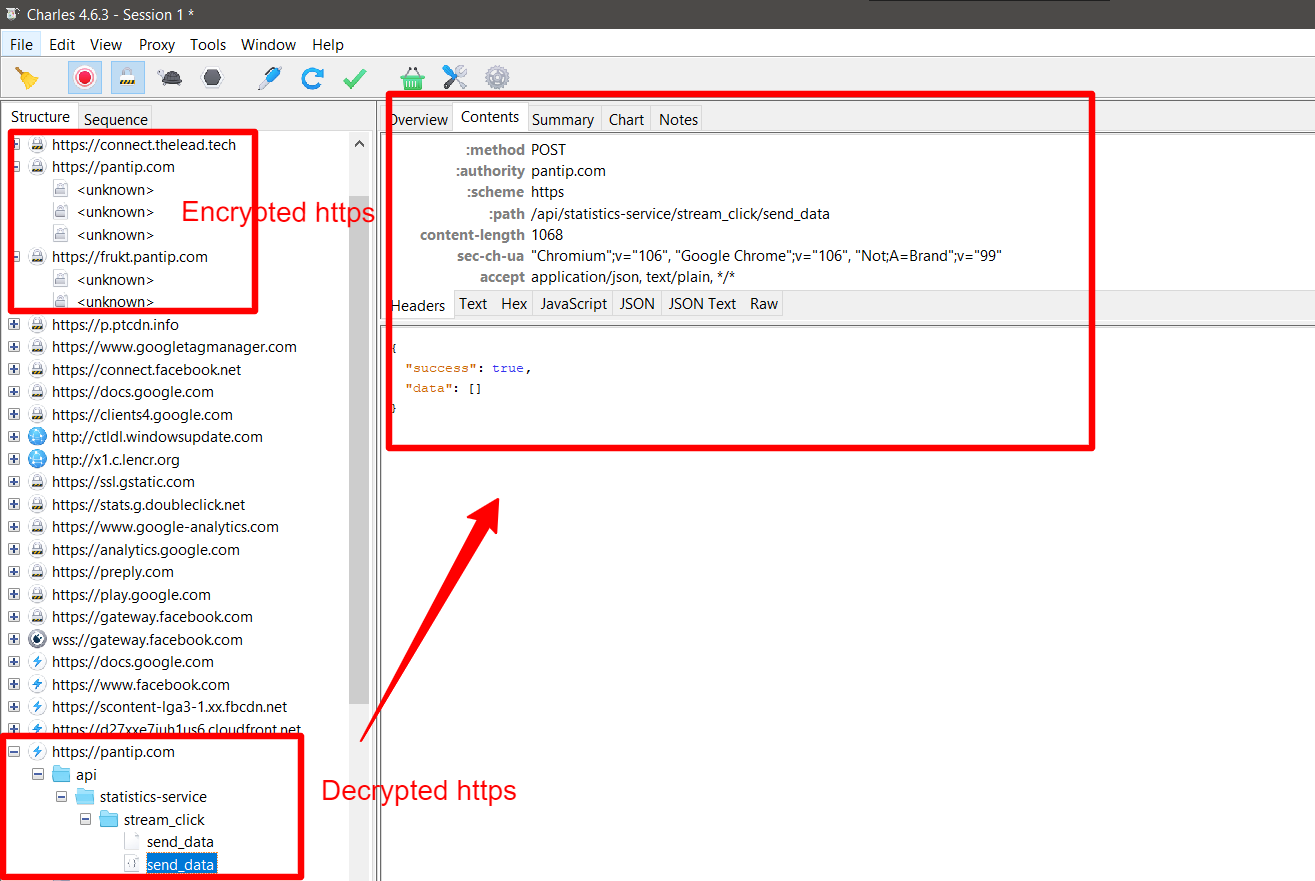 Charles 4.6.3 - Session 1 *
File Edit View Proxy Tools Window Help
Structure Sequence
https://connect.thelead.tech
https://pantip.com
<unknown>
<unknown>
<unknown>
https://frukt.pantip.com
<unknown>
<unknown>
https://p.ptcdn.info
https://www.googletagmanager.com
https://connect.facebook.net
https://docs.google.com
https://clients4.google.com
http://ctldl.windowsupdate.com
http://x1.c.lencr.org
https://ssl.gstatic.com
https://stats.g.doubleclick.net
https://www.google-analytics.com
https://analytics.google.com
https://preply.com
https://play.google.com
https://gateway.facebook.com
wss://gateway.facebook.com
https://docs.google.com
https://www.facebook.com
https://scontent-lga3-1.xx.fbcdn.net
https://d27xxe7juh1us6.cloudfront.net
https://pantip.com
api
statistics-service
stream_click
send_data
send_data
Encrypted https
Decrypted https
Overview Contents Summary Chart Notes
:method POST
:authority pantip.com
:scheme https
:path /api/statistics-service/stream_click/send_data
content-length 1068
sec-ch-ua "Chromium";v="106", "Google Chrome";v="106", "Not;A=Brand";v="99"
accept application/json, text/plain, */*
Headers Text Hex JavaScript JSON JSON Text Raw
{
"success": true,
"data": []
}